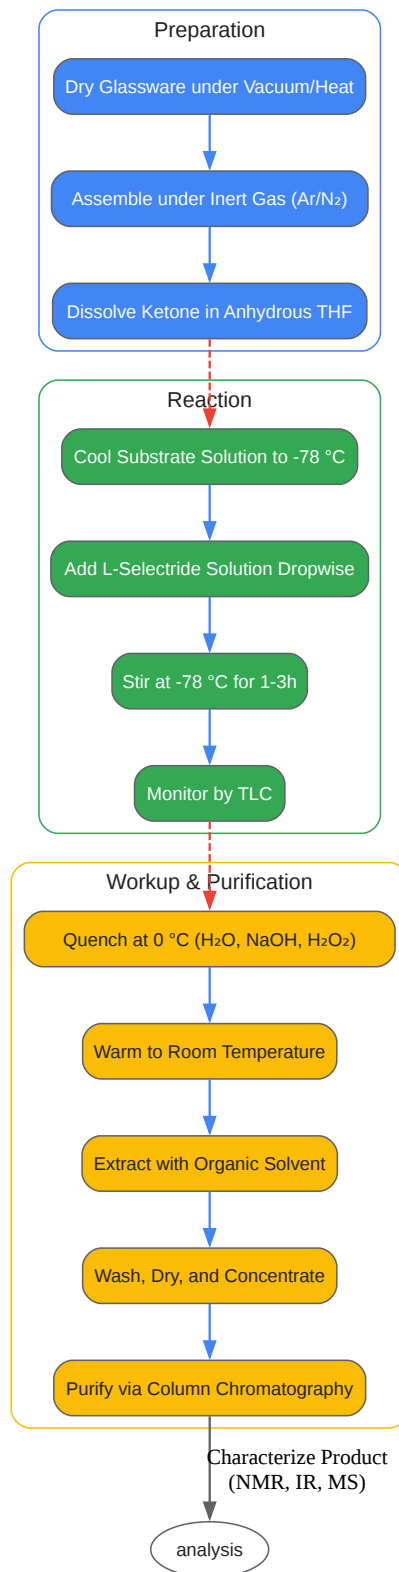 Preparation
Dry Glassware under Vacuum/Heat
Assemble under Inert Gas (Ar/N₂)
Dissolve Ketone in Anhydrous THF
Reaction
Cool Substrate Solution to -78 °C
Add L-Selectride Solution Dropwise
Stir at -78 °C for 1-3h
Monitor by TLC
Workup & Purification
Quench at 0 °C (H₂O, NaOH, H₂O₂)
Warm to Room Temperature
Extract with Organic Solvent
Wash, Dry, and Concentrate
Purify via Column Chromatography
Characterize Product
(NMR, IR, MS)
analysis